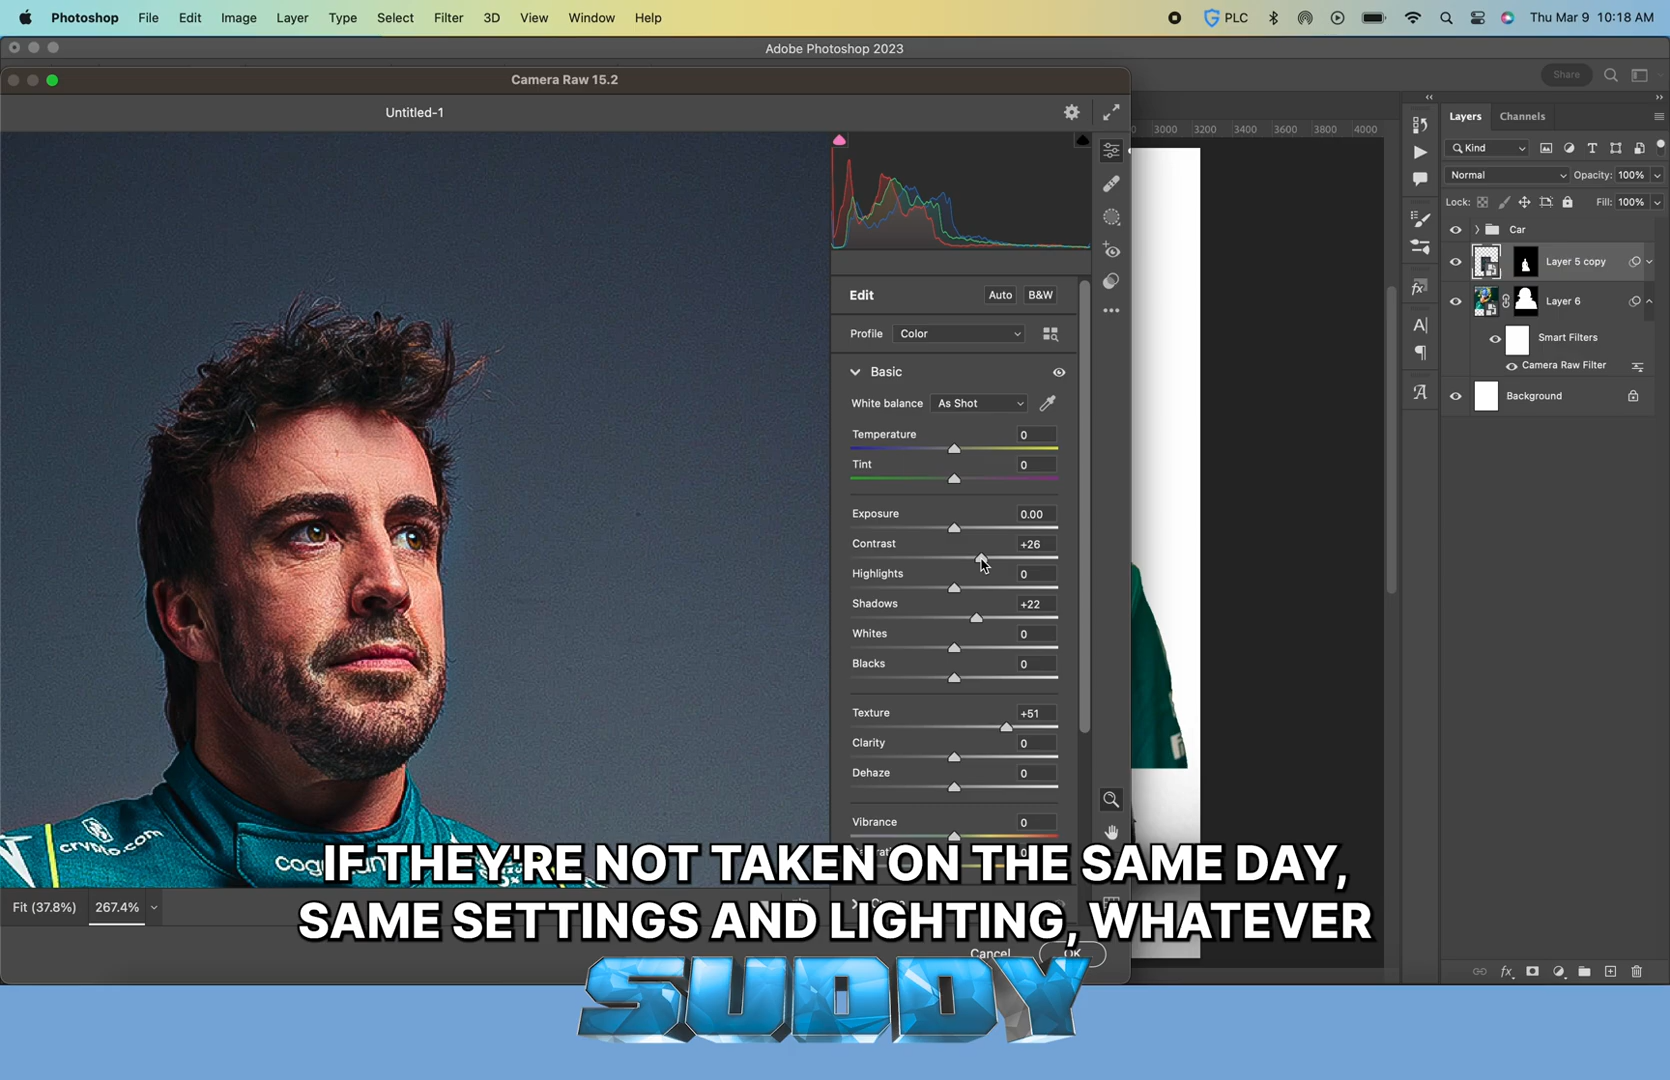 Photoshop File Edit Image Layer Type Select Filter 3D View Window Help
PLC Thu Mar 9 10:18 AM
Adobe Photoshop 2023
Camera Raw 15.2
Share
Untitled-1
3000 3200 3400 3600 3800 4000
Layers Channels
Kind
Normal Opacity: 100%
Lock: Fill: 100%
Car
Layer 5 copy
Layer 6
Smart Filters
Camera Raw Filter
Background
Edit Auto B&W
Profile Color
Basic
White balance As Shot
Temperature 0
Tint 0
Exposure 0.00
Contrast +26
Highlights 0
Shadows +22
Whites 0
Blacks 0
Texture +51
Clarity 0
Dehaze 0
Vibrance 0
crypto.com
IF THEY'RE NOT TAKEN ON THE SAME DAY,
SAME SETTINGS AND LIGHTING, WHATEVER
Fit (37.8%) 267.4%
Cancel OK
SUDDY